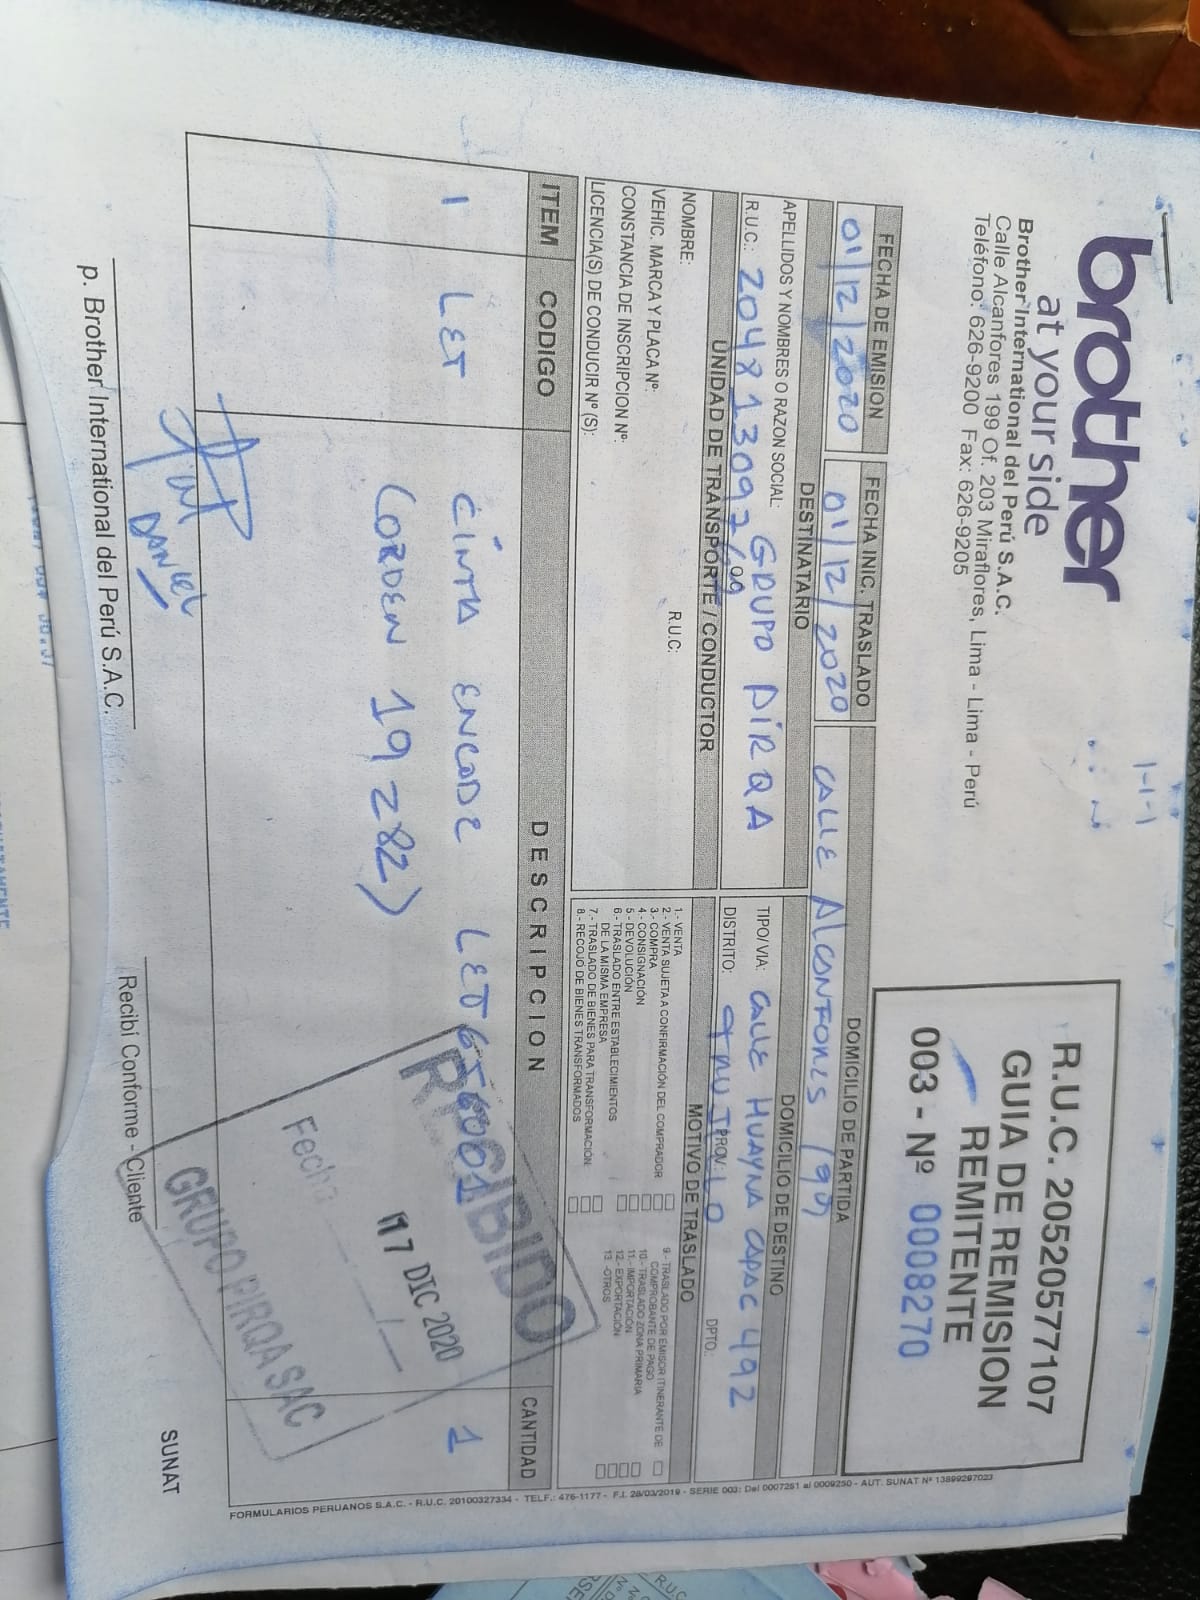 brother
at your side
Brother International del Perú S.A.C.
Calle Alcanfores 199 Of. 203 Miraflores, Lima - Lima - Perú
Teléfono: 626-9200 Fax: 626-9205
1-1-1
R.U.C. 20520577107
GUIA DE REMISION
REMITENTE
003 - Nº 0008270
FECHA DE EMISION
01/12/2020
FECHA INIC. TRASLADO
01/12/2020
DOMICILIO DE PARTIDA
CALLE ALCANFORES 199
DESTINATARIO
APELLIDOS Y NOMBRES O RAZON SOCIAL: GRUPO PIRQA
R.U.C.:
DOMICILIO DE DESTINO
TIPO/VIA: CALLE HUAYNA CAPAC 492
DISTRITO: PROV.: DPTO.:
UNIDAD DE TRANSPORTE / CONDUCTOR
NOMBRE: R.U.C:
VEHIC. MARCA Y PLACA Nº:
CONSTANCIA DE INSCRIPCION Nº:
LICENCIA(S) DE CONDUCIR Nº (S):
MOTIVO DE TRASLADO
1.- VENTA
2.- VENTA SUJETA A CONFIRMACIÓN DEL COMPRADOR
3.- COMPRA
4.- CONSIGNACION
5.- DEVOLUCIÓN
6.- TRASLADO ENTRE ESTABLECIMIENTOS
DE LA MISMA EMPRESA
7.- TRASLADO DE BIENES PARA TRANSFORMACIÓN
8.- RECOJO DE BIENES TRANSFORMADOS
9.- TRASLADO POR EMISOR ITINERANTE DE
COMPROBANTE DE PAGO
10.- TRASLADO ZONA PRIMARIA
11.- IMPORTACIÓN
12.- EXPORTACIÓN
13.- OTROS
ITEM CODIGO DESCRIPCION CANTIDAD
1 LET CINTA ENCODE 1
(ORDEN 19282)
RECIBIDO
Fecha
17 DIC 2020
GRUPO PIRQA SAC
DANIEL
p. Brother International del Perú S.A.C.
Recibí Conforme - Cliente
SUNAT
FORMULARIOS PERUANOS S.A.C. - R.U.C. 20100327334 - TELF.: 476-1177 - F.I. 28/03/2019 - SERIE 003: Del 0007251 al 0009250 - AUT. SUNAT Nº 13899297023
R.U.C